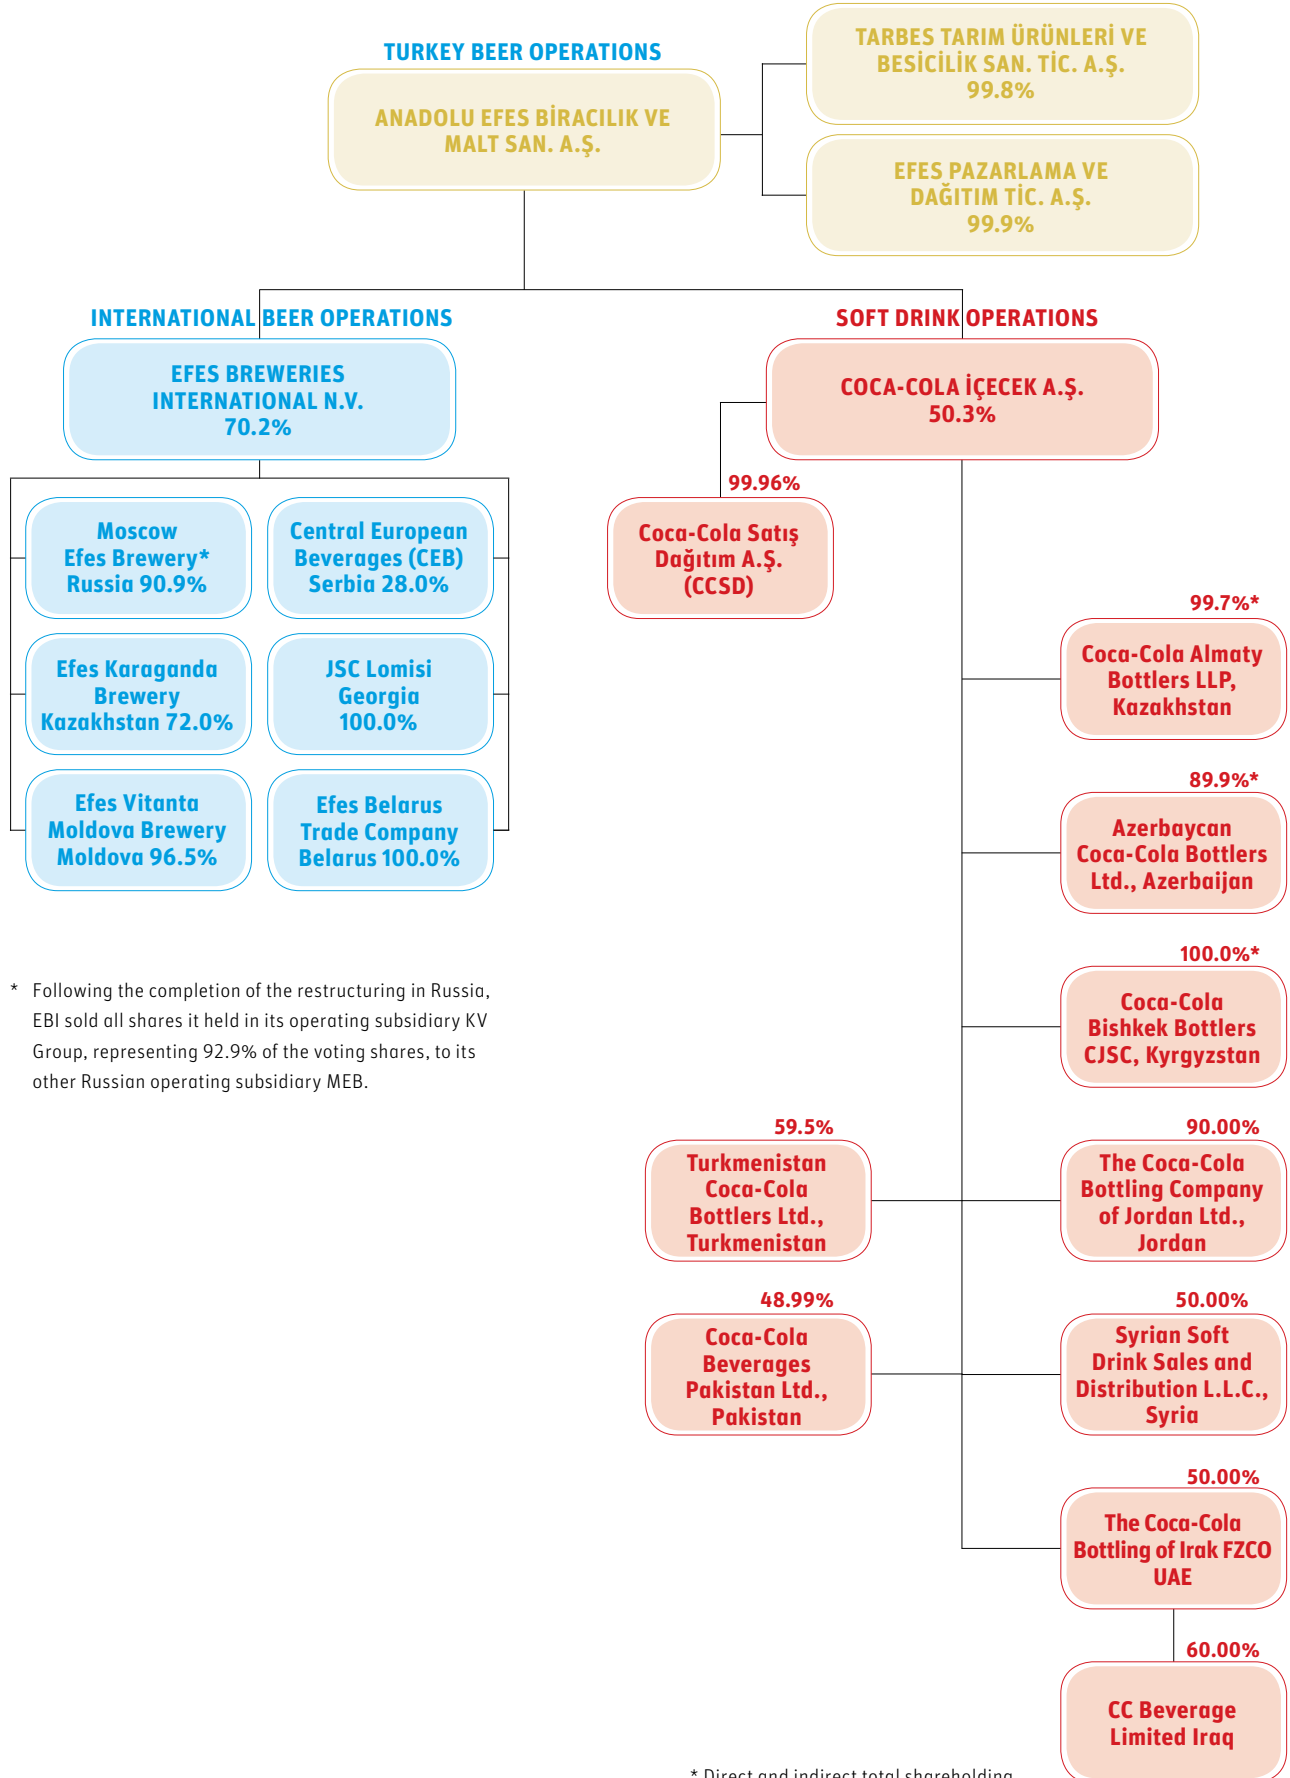 TURKEY BEER OPERATIONS
ANADOLU EFES BİRACILIK VE
MALT SAN. A.Ş.
TARBES TARIM ÜRÜNLERİ VE
BESİCİLİK SAN. TİC. A.Ş.
99.8%
EFES PAZARLAMA VE
DAĞITIM TİC. A.Ş.
99.9%
INTERNATIONAL BEER OPERATIONS
EFES BREWERIES
INTERNATIONAL N.V.
70.2%
Moscow
Efes Brewery*
Russia 90.9%
Central European
Beverages (CEB)
Serbia 28.0%
Efes Karaganda
Brewery
Kazakhstan 72.0%
JSC Lomisi
Georgia
100.0%
Efes Vitanta
Moldova Brewery
Moldova 96.5%
Efes Belarus
Trade Company
Belarus 100.0%
* Following the completion of the restructuring in Russia,
EBI sold all shares it held in its operating subsidiary KV
Group, representing 92.9% of the voting shares, to its
other Russian operating subsidiary MEB.
SOFT DRINK OPERATIONS
COCA-COLA İÇECEK A.Ş.
50.3%
99.96%
Coca-Cola Satış
Dağıtım A.Ş.
(CCSD)
99.7%*
Coca-Cola Almaty
Bottlers LLP,
Kazakhstan
89.9%*
Azerbaycan
Coca-Cola Bottlers
Ltd., Azerbaijan
100.0%*
Coca-Cola
Bishkek Bottlers
CJSC, Kyrgyzstan
59.5%
Turkmenistan
Coca-Cola
Bottlers Ltd.,
Turkmenistan
90.00%
The Coca-Cola
Bottling Company
of Jordan Ltd.,
Jordan
48.99%
Coca-Cola
Beverages
Pakistan Ltd.,
Pakistan
50.00%
Syrian Soft
Drink Sales and
Distribution L.L.C.,
Syria
50.00%
The Coca-Cola
Bottling of Irak FZCO
UAE
60.00%
CC Beverage
Limited Iraq
* Direct and indirect total shareholding